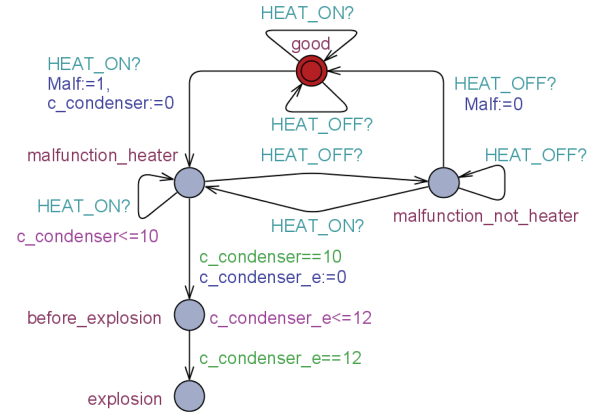 HEAT_ON?
good
HEAT_ON?
Malf:=1,
c_condenser:=0
HEAT_OFF?
Malf:=0
HEAT_OFF?
malfunction_heater
HEAT_OFF?
HEAT_OFF?
HEAT_ON?
c_condenser<=10
HEAT_ON?
malfunction_not_heater
c_condenser==10
c_condenser_e:=0
before_explosion
c_condenser_e<=12
c_condenser_e==12
explosion